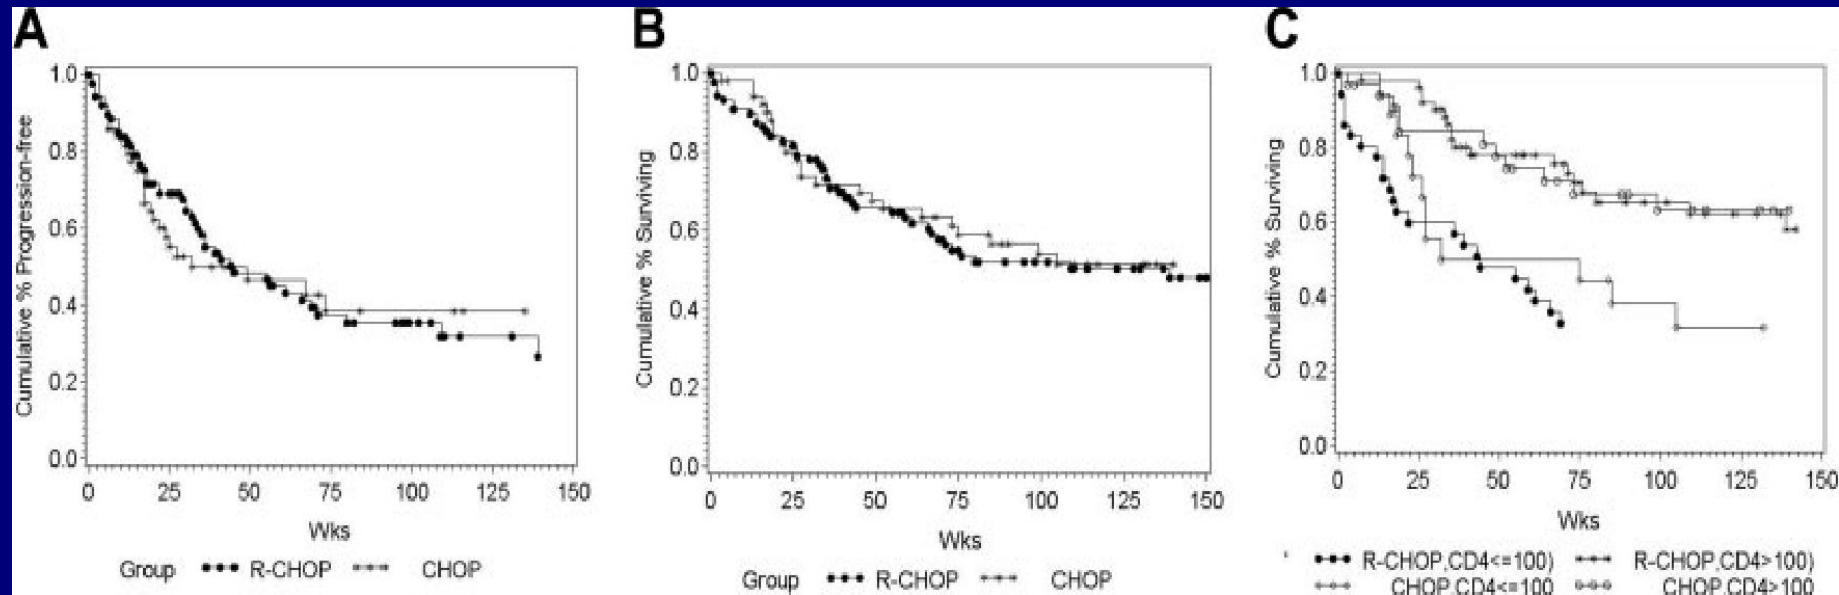 A
Cumulative % Progression-free
1.0
0.8
0.6
0.4
0.2
0.0
0 25 50 75 100 125 150
Wks
Group R-CHOP CHOP
B
Cumulative % Surviving
1.0
0.8
0.6
0.4
0.2
0.0
0 25 50 75 100 125 150
Wks
Group R-CHOP CHOP
C
Cumulative % Surviving
1.0
0.8
0.6
0.4
0.2
0.0
0 25 50 75 100 125 150
Wks
R-CHOP,CD4<=100) R-CHOP,CD4>100)
CHOP,CD4<=100 CHOP,CD4>100